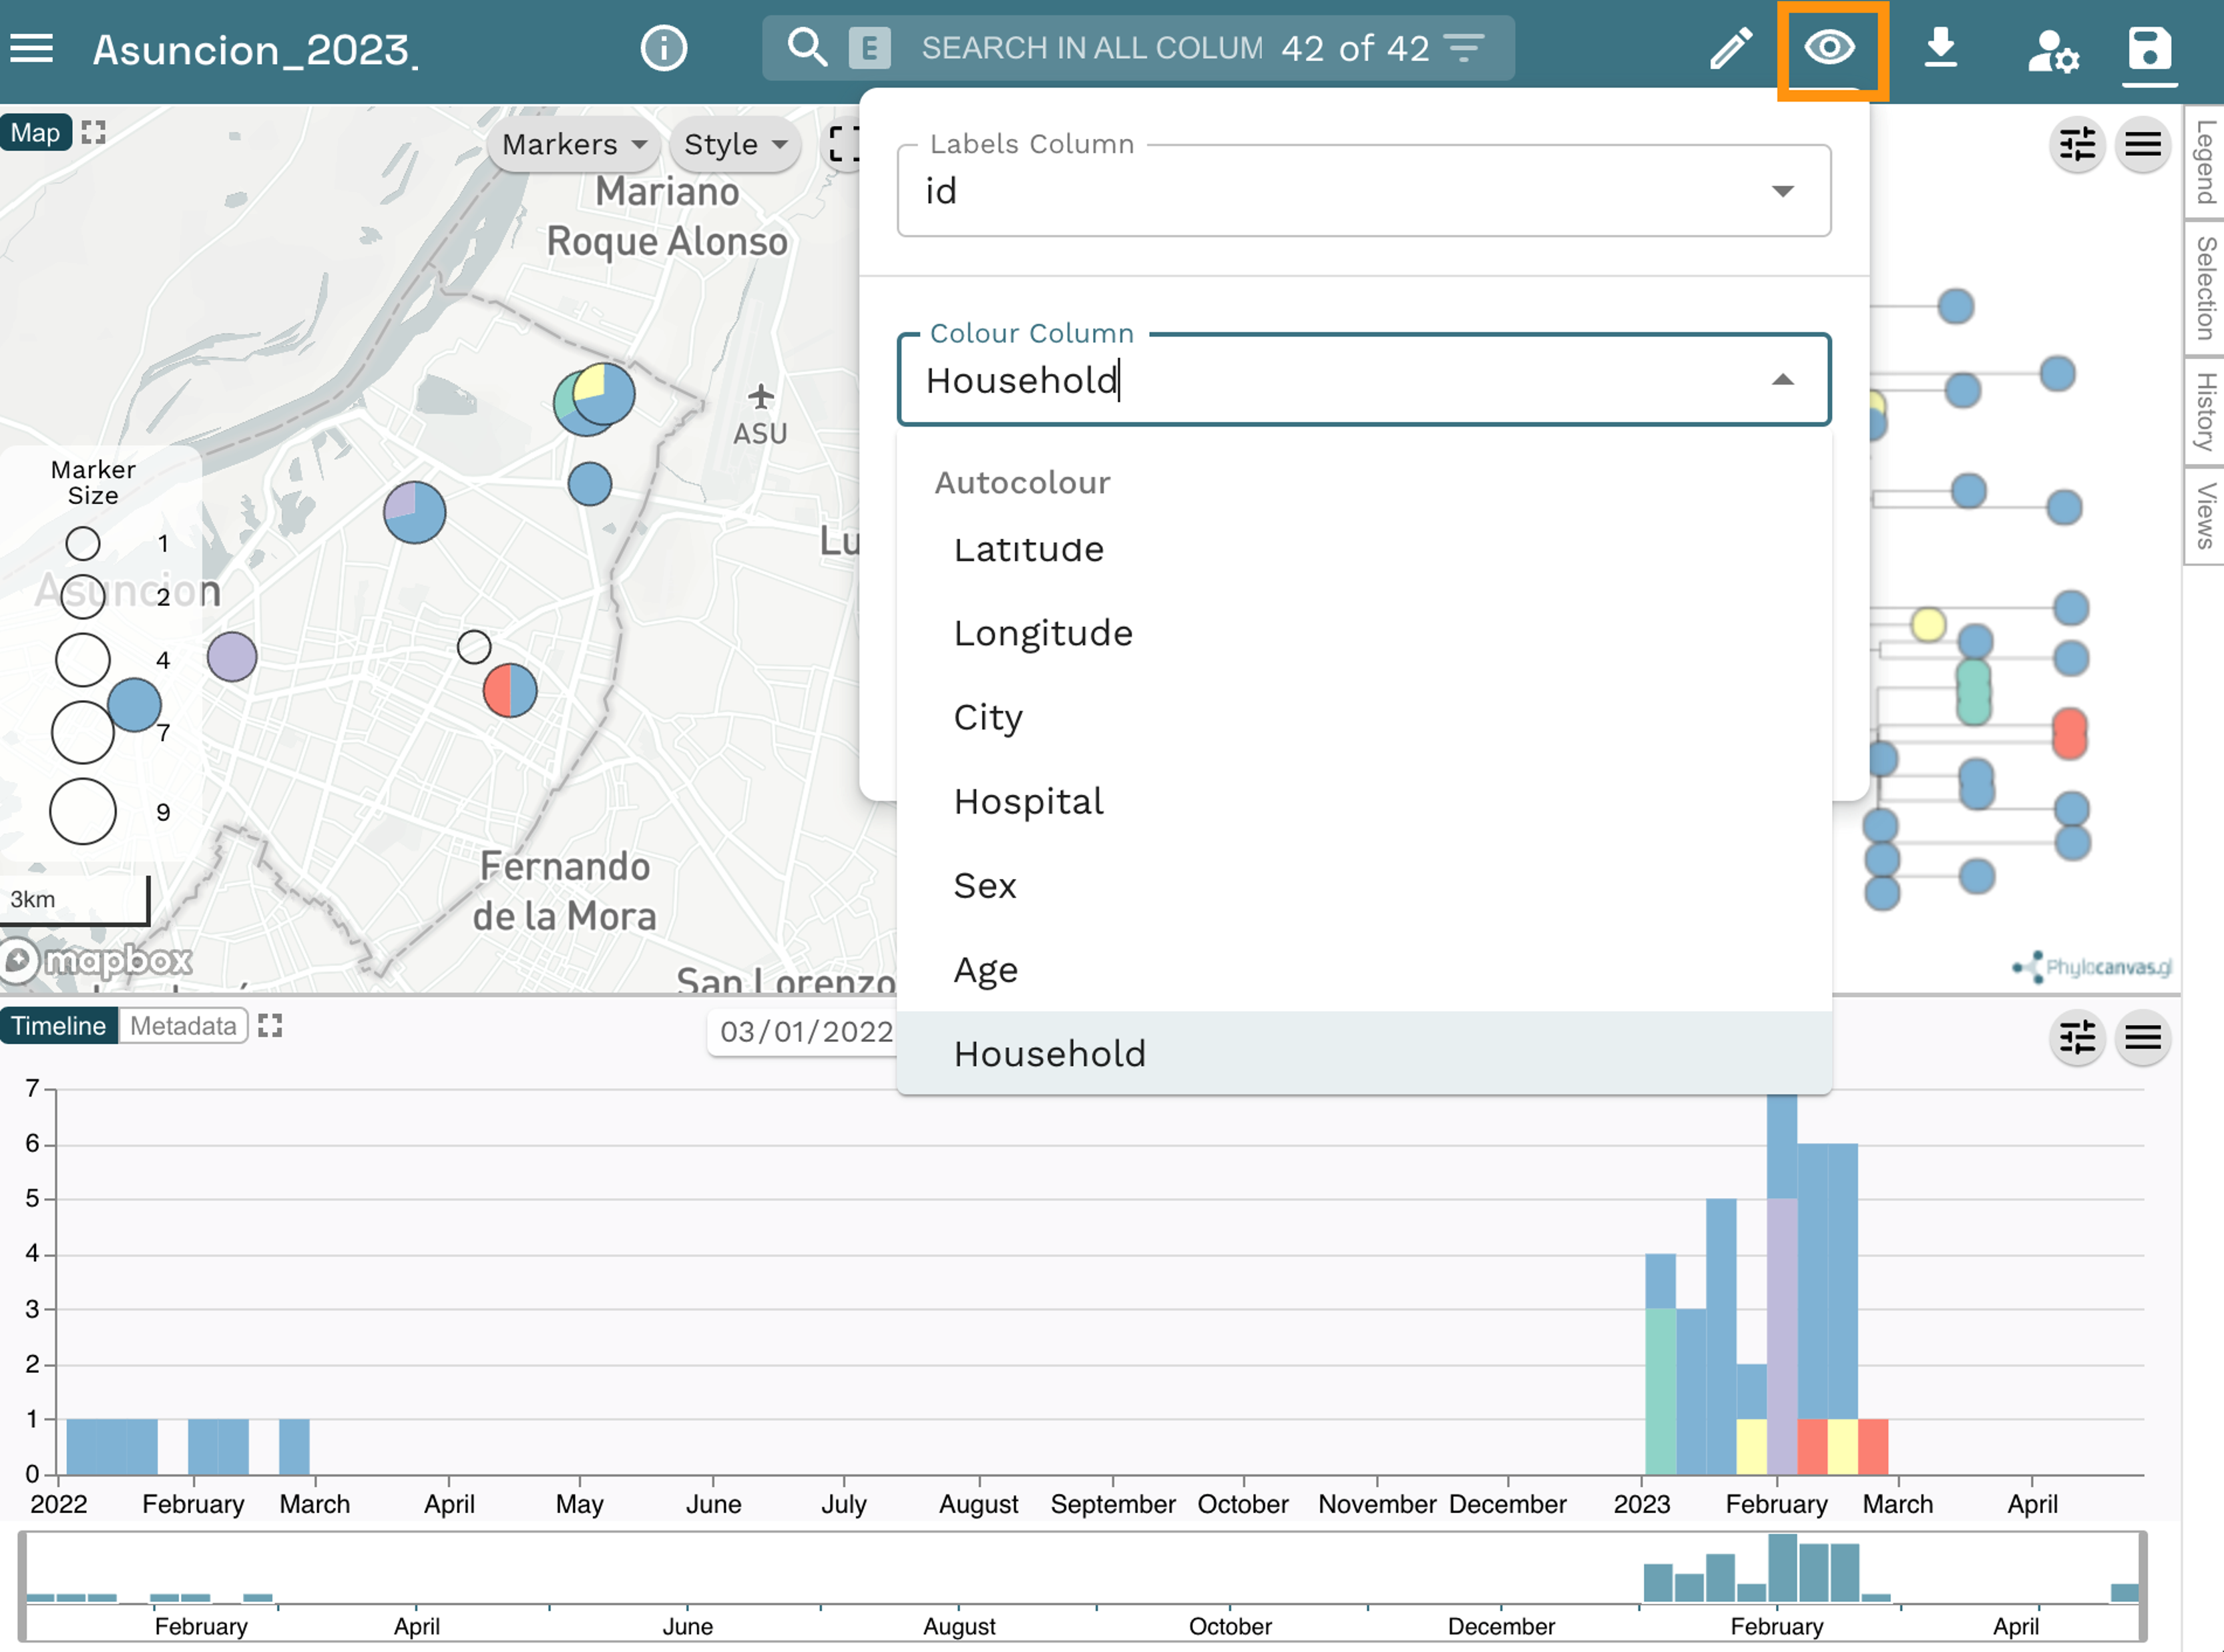 Asuncion_2023_
i
E SEARCH IN ALL COLUM 42 of 42
Map
Markers
Style
Mariano
Roque Alonso
ASU
Lu
Asuncion
Marker
Size
1
2
4
7
9
3km
mapbox
Fernando
de la Mora
San Lorenzo
Labels Column
id
Colour Column
Household
Autocolour
Latitude
Longitude
City
Hospital
Sex
Age
Household
Legend
Selection
History
Views
Phylocanvas.gl
Timeline
Metadata
03/01/2022
7
6
5
4
3
2
1
0
2022 February March April May June July August September October November December 2023 February March April
February April June August October December February April